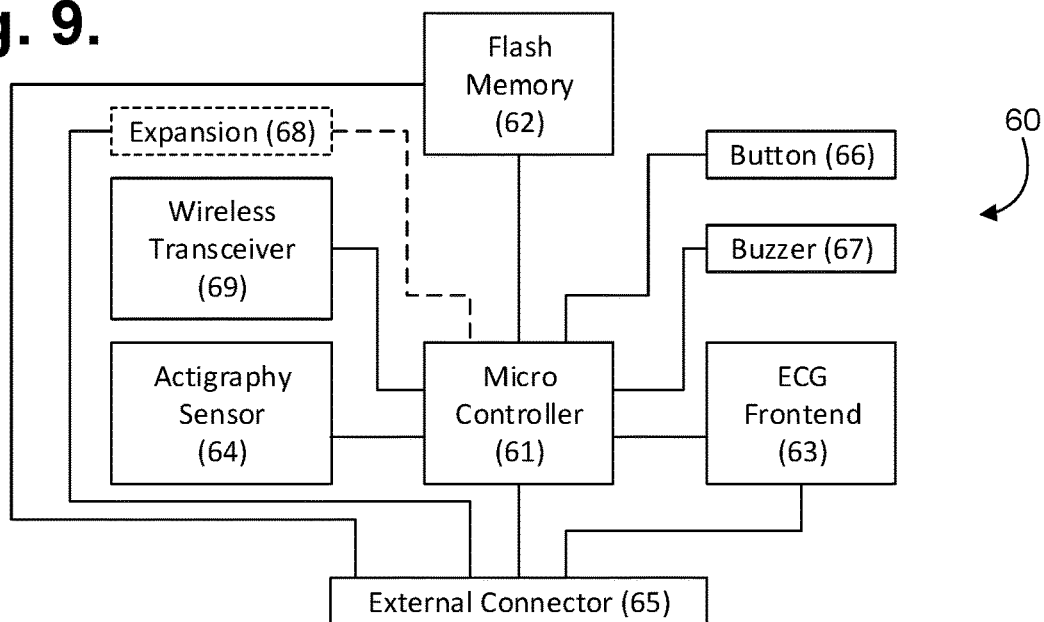 g. 9.
Flash
Memory
(62)
Expansion (68)
60
Button (66)
Wireless
Transceiver
(69)
Buzzer (67)
Actigraphy
Sensor
(64)
Micro
Controller
(61)
ECG
Frontend
(63)
External Connector (65)